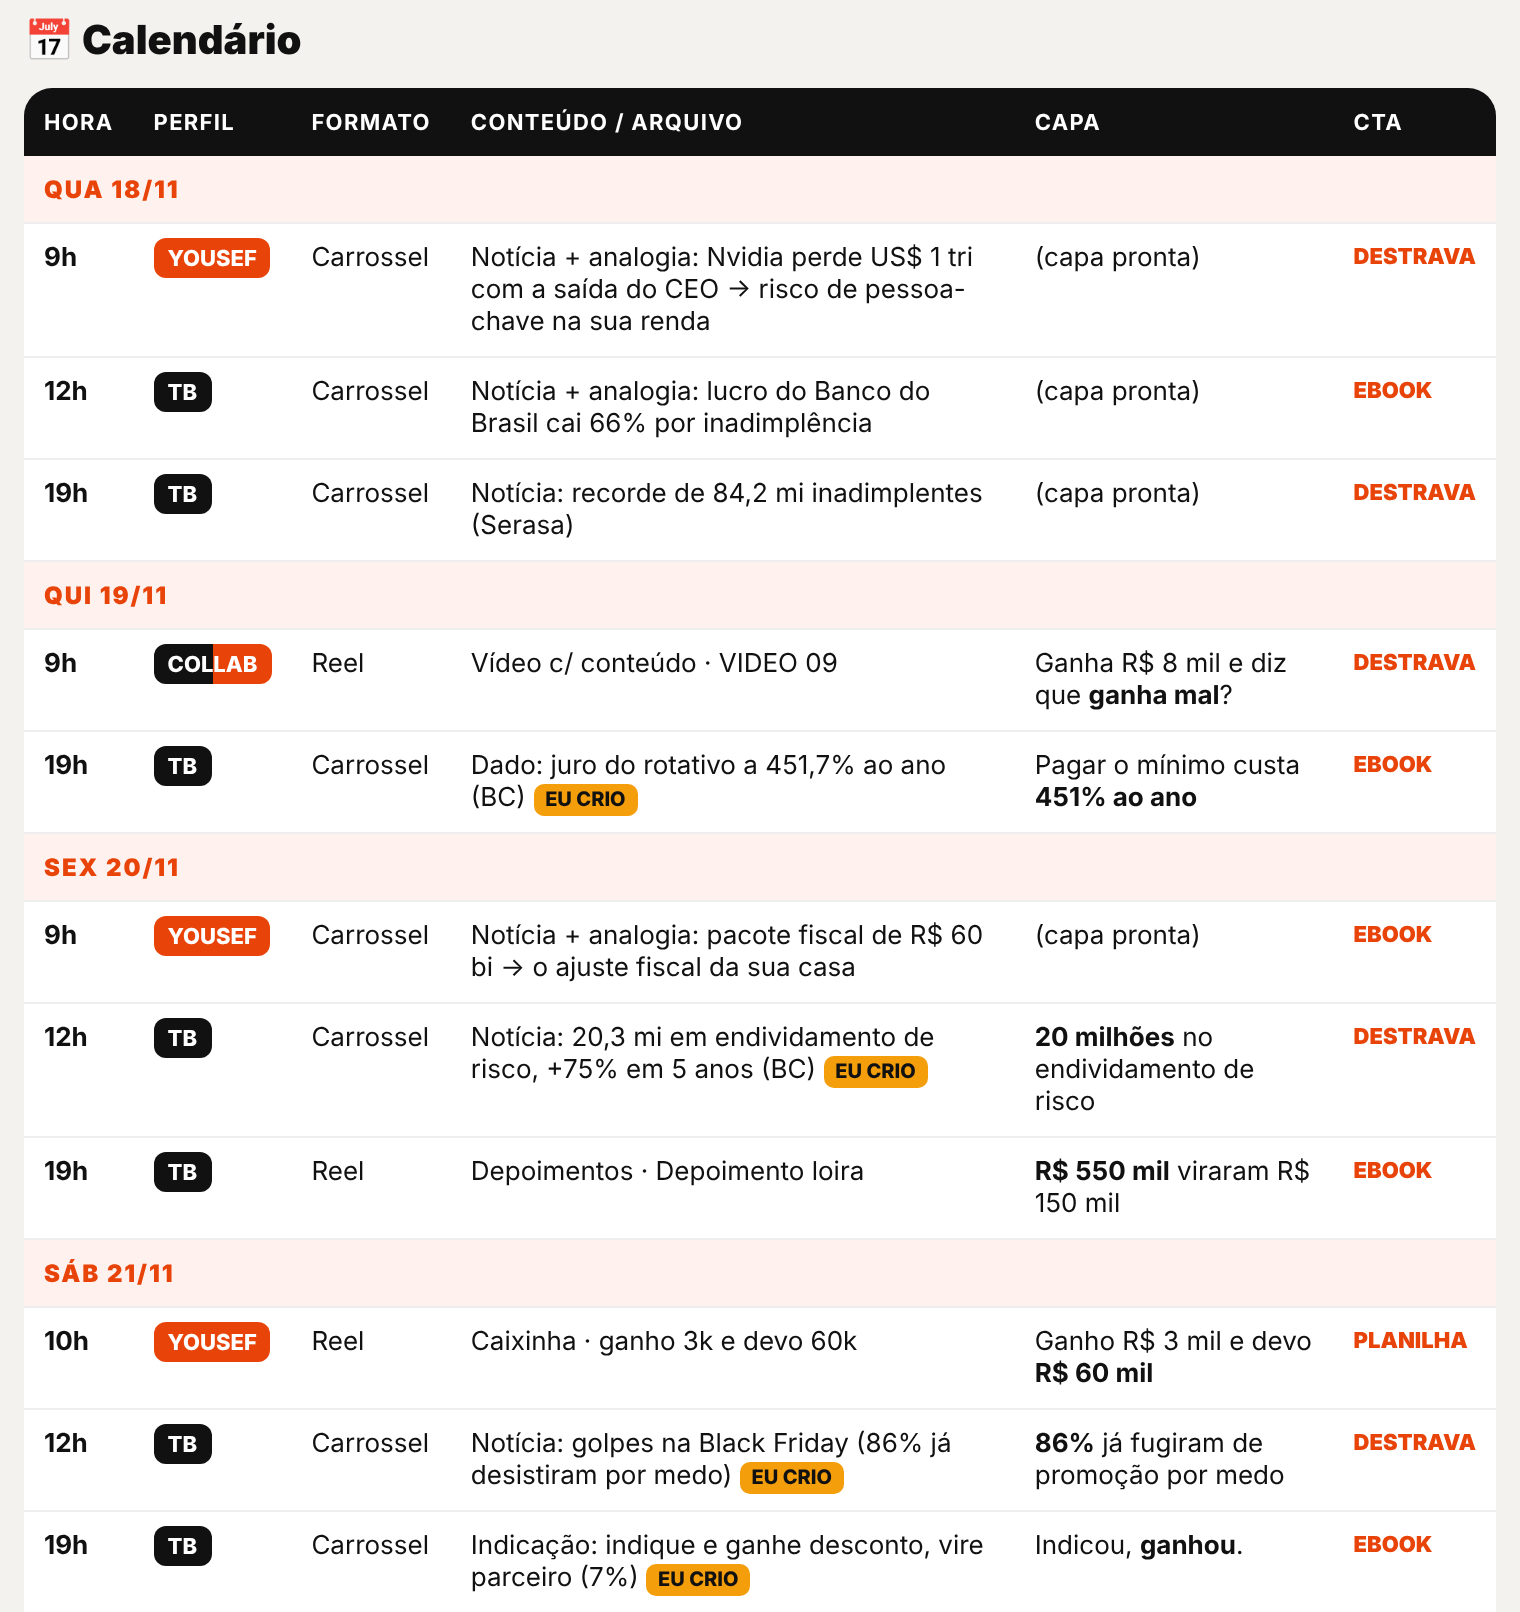 July
17
Calendário
HORA PERFIL FORMATO CONTEÚDO / ARQUIVO CAPA CTA
QUA 18/11
9h YOUSEF Carrossel Notícia + analogia: Nvidia perde US$ 1 tri (capa pronta) DESTRAVA
com a saída do CEO → risco de pessoa-
chave na sua renda
12h TB Carrossel Notícia + analogia: lucro do Banco do (capa pronta) EBOOK
Brasil cai 66% por inadimplência
19h TB Carrossel Notícia: recorde de 84,2 mi inadimplentes (capa pronta) DESTRAVA
(Serasa)
QUI 19/11
9h COLLAB Reel Vídeo c/ conteúdo · VIDEO 09 Ganha R$ 8 mil e diz DESTRAVA
que ganha mal?
19h TB Carrossel Dado: juro do rotativo a 451,7% ao ano Pagar o mínimo custa EBOOK
(BC) EU CRIO 451% ao ano
SEX 20/11
9h YOUSEF Carrossel Notícia + analogia: pacote fiscal de R$ 60 (capa pronta) EBOOK
bi → o ajuste fiscal da sua casa
12h TB Carrossel Notícia: 20,3 mi em endividamento de 20 milhões no DESTRAVA
risco, +75% em 5 anos (BC) EU CRIO endividamento de
risco
19h TB Reel Depoimentos · Depoimento loira R$ 550 mil viraram R$ EBOOK
150 mil
SÁB 21/11
10h YOUSEF Reel Caixinha · ganho 3k e devo 60k Ganho R$ 3 mil e devo PLANILHA
R$ 60 mil
12h TB Carrossel Notícia: golpes na Black Friday (86% já 86% já fugiram de DESTRAVA
desistiram por medo) EU CRIO promoção por medo
19h TB Carrossel Indicação: indique e ganhe desconto, vire Indicou, ganhou. EBOOK
parceiro (7%) EU CRIO